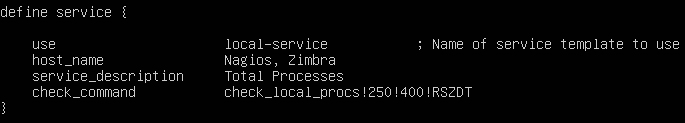 define service {
use local-service ; Name of service template to use
host_name Nagios, Zimbra
service_description Total Processes
check_command check_local_procs!250!400!RSZDT
}